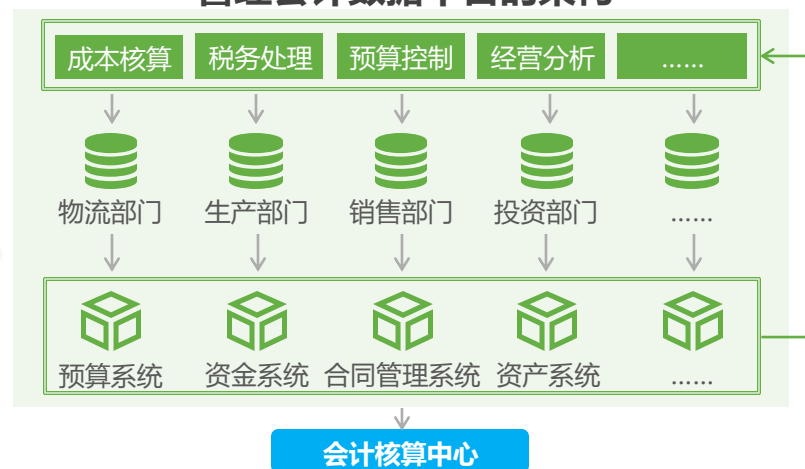 成本核算 税务处理 预算控制 经营分析 ……
物流部门 生产部门 销售部门 投资部门 ……
预算系统 资金系统 合同管理系统 资产系统 ……
会计核算中心